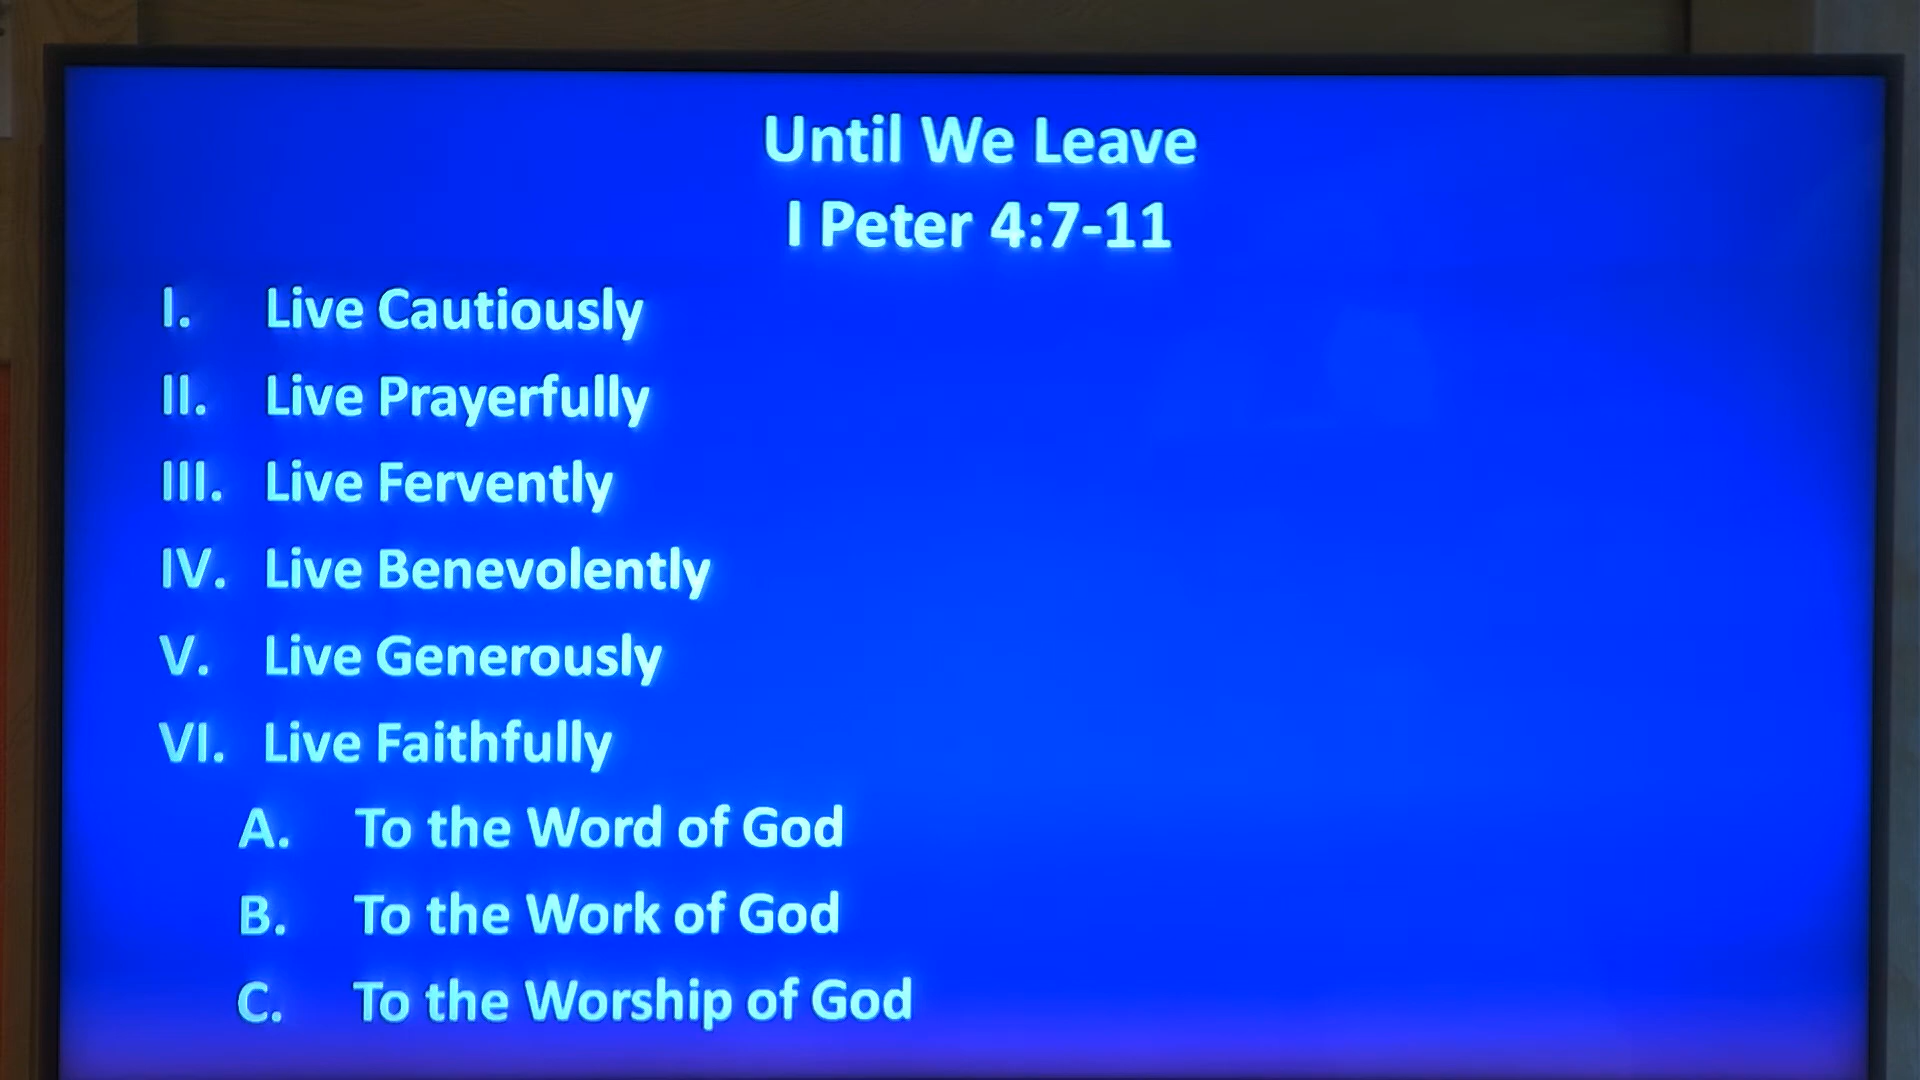 Until We Leave
I Peter 4:7-11
I. Live Cautiously
II. Live Prayerfully
III. Live Fervently
IV. Live Benevolently
V. Live Generously
VI. Live Faithfully
A. To the Word of God
B. To the Work of God
C. To the Worship of God